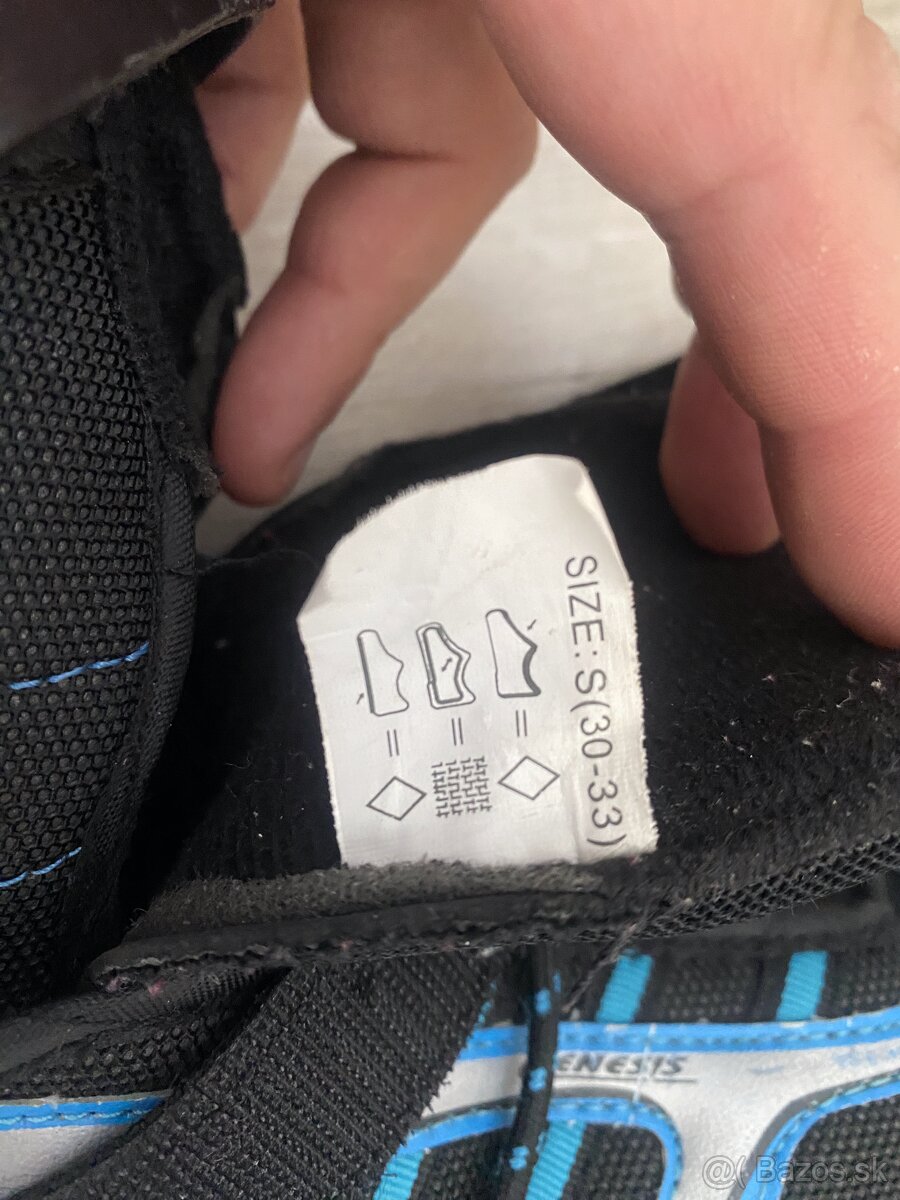 SIZE: S(30-33)
ENESIS
@( Bazos.sk